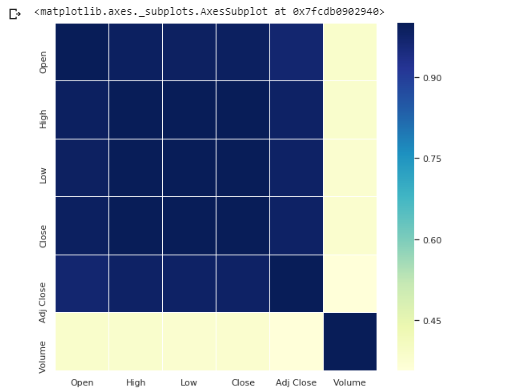 <matplotlib.axes._subplots.AxesSubplot at 0x7fcdb0902940>
Open
High
Low
Close
Adj Close
Volume
Open High Low Close Adj Close Volume
0.90
0.75
0.60
0.45